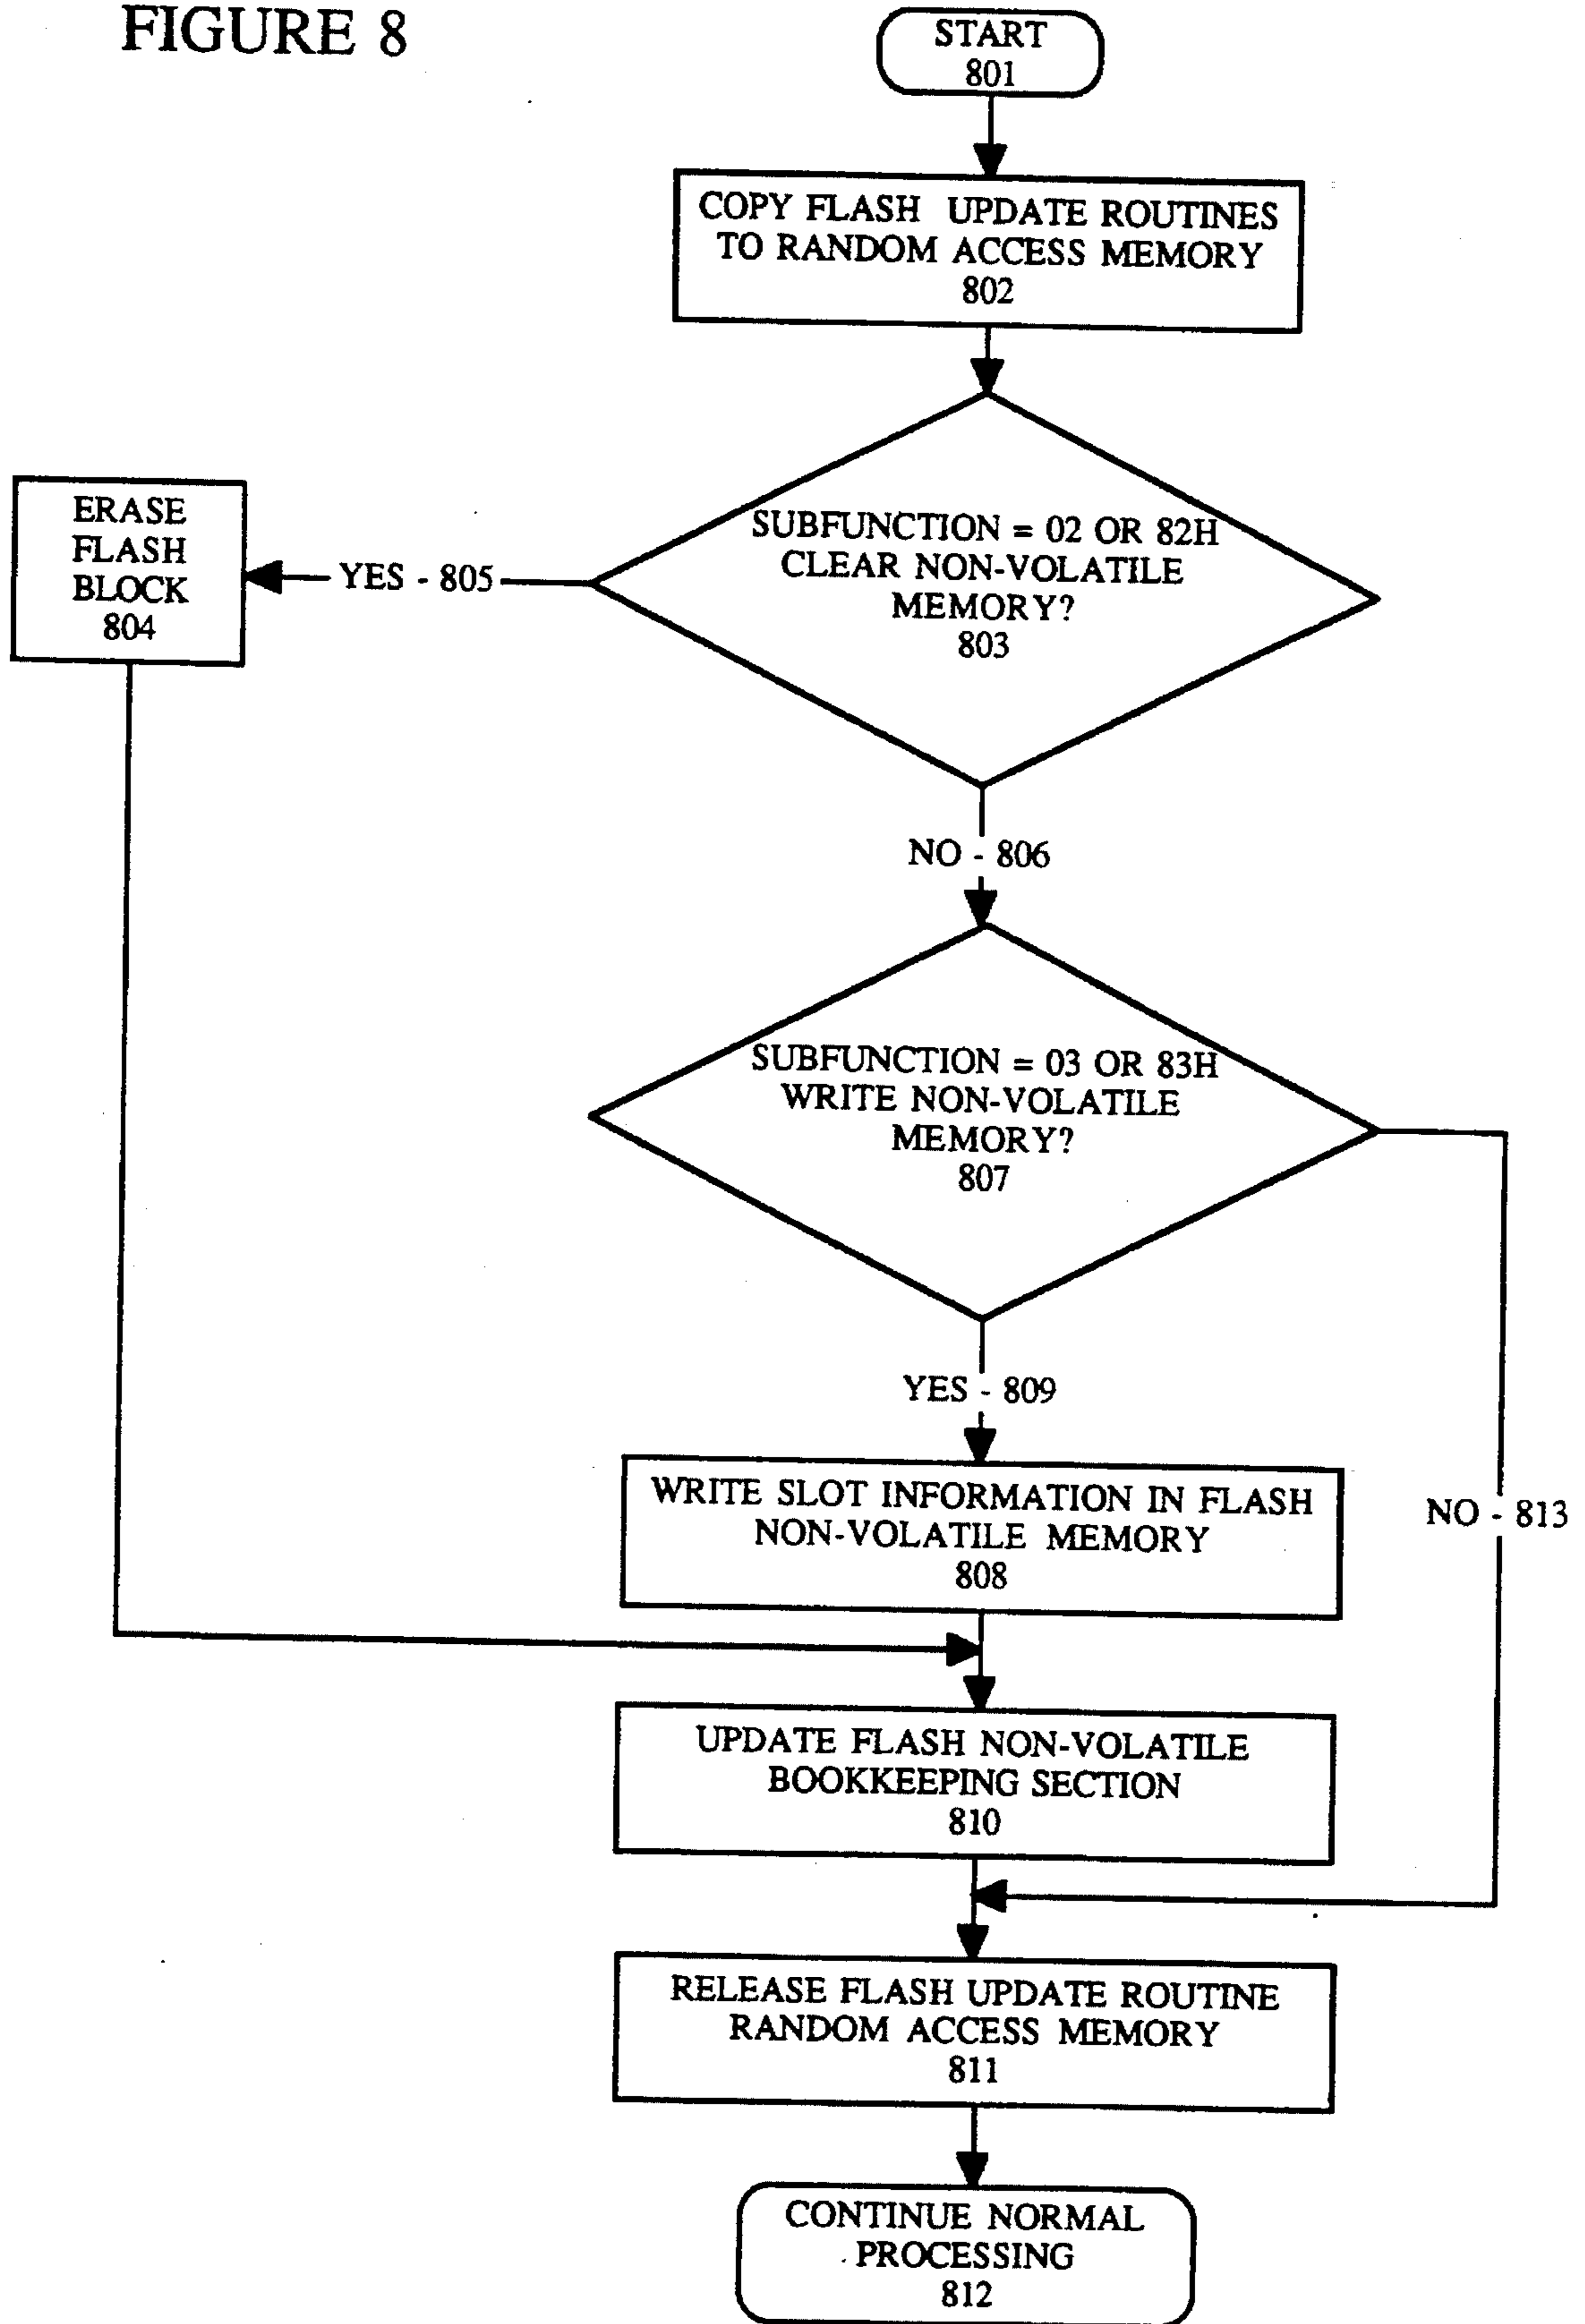 FIGURE 8
START
801
COPY FLASH UPDATE ROUTINES
TO RANDOM ACCESS MEMORY
802
SUBFUNCTION = 02 OR 82H
CLEAR NON-VOLATILE
MEMORY?
803
YES - 805
ERASE
FLASH
BLOCK
804
NO - 806
SUBFUNCTION = 03 OR 83H
WRITE NON-VOLATILE
MEMORY?
807
YES - 809
WRITE SLOT INFORMATION IN FLASH
NON-VOLATILE MEMORY
808
NO - 813
UPDATE FLASH NON-VOLATILE
BOOKKEEPING SECTION
810
RELEASE FLASH UPDATE ROUTINE
RANDOM ACCESS MEMORY
811
CONTINUE NORMAL
PROCESSING
812